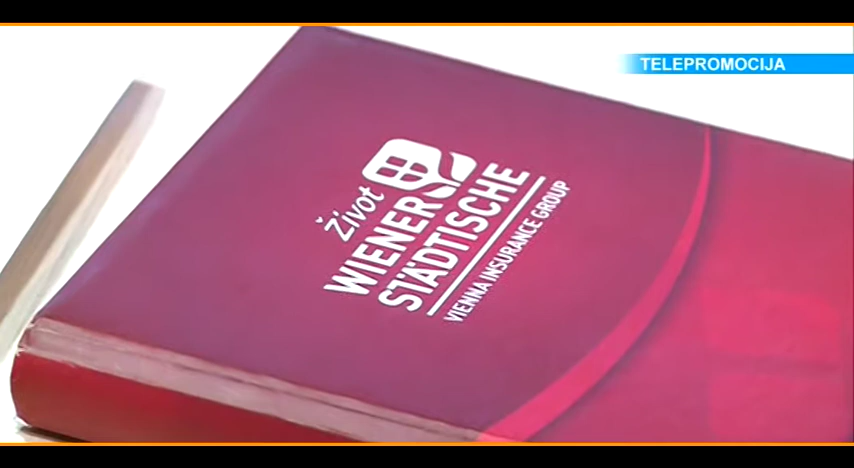 TELEPROMOCIJA
Život
WIENER
STÄDTISCHE
VIENNA INSURANCE GROUP